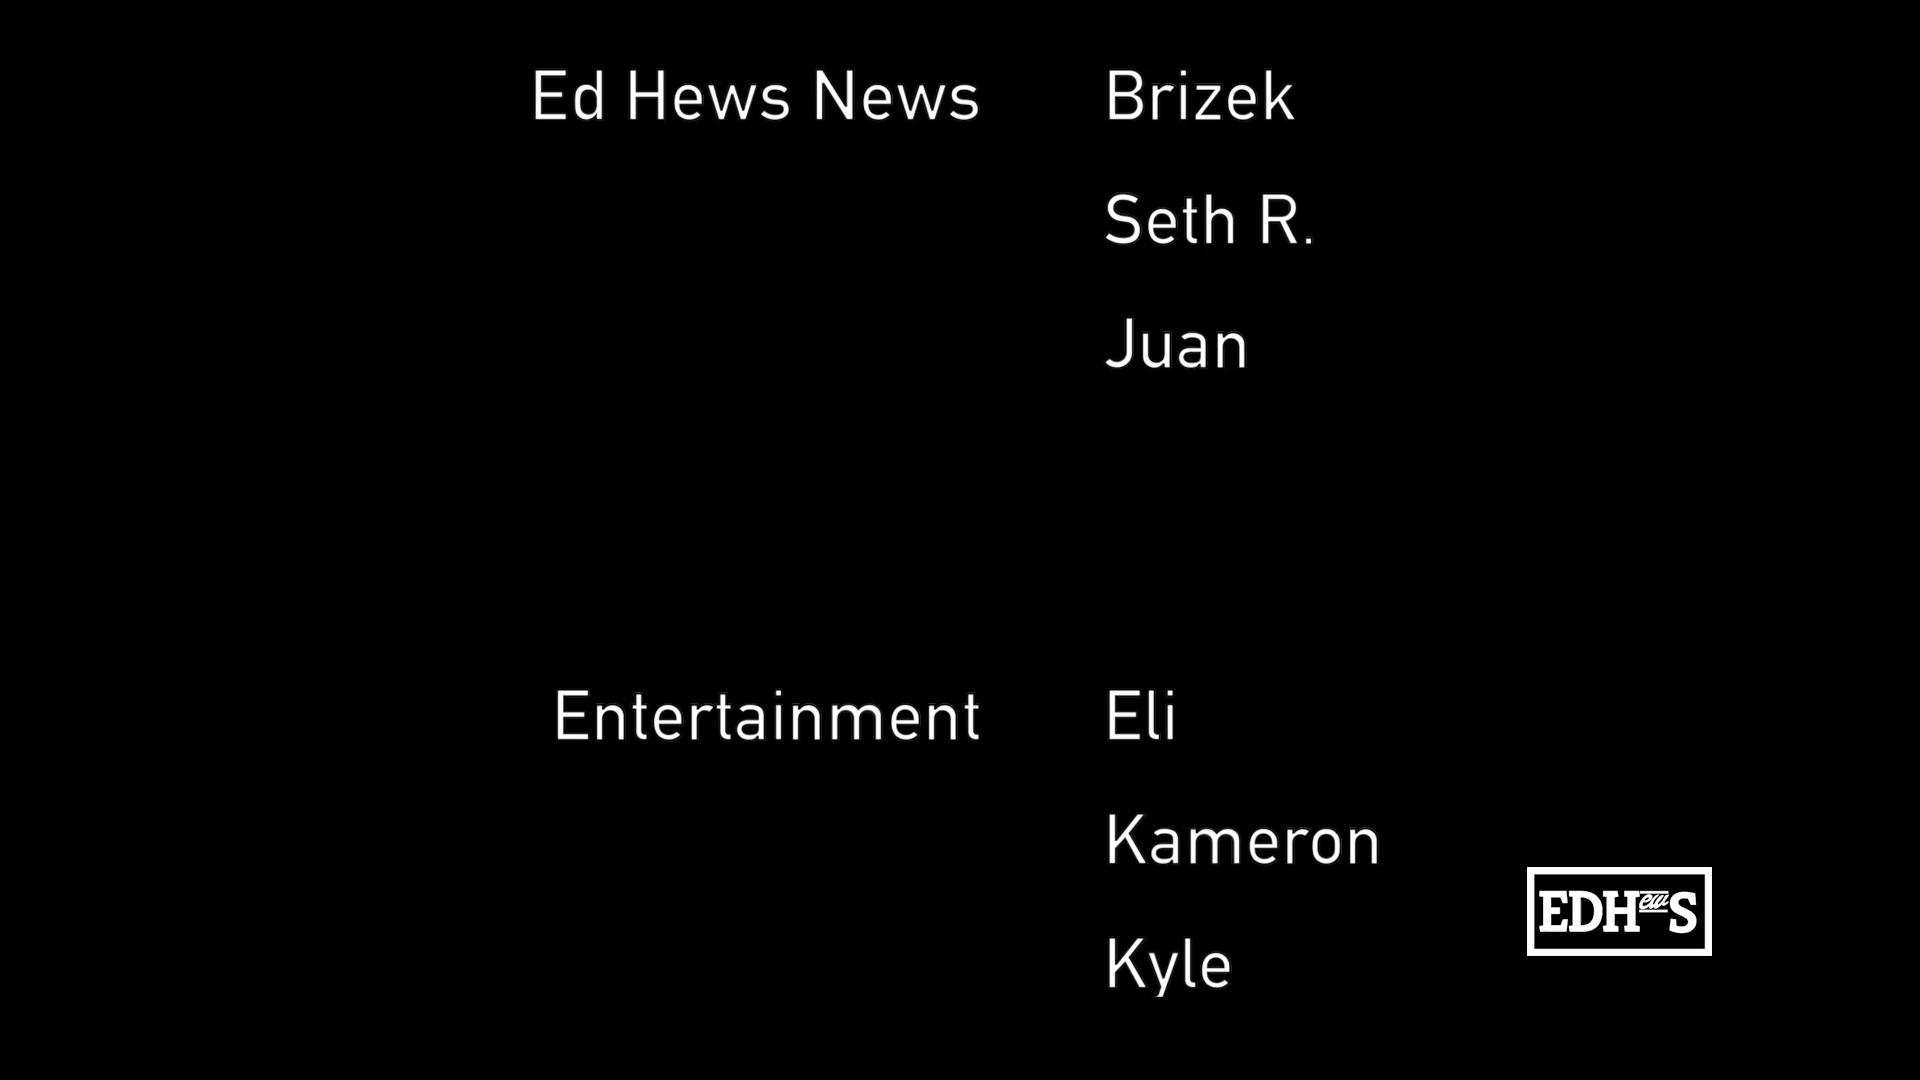 Ed Hews News Brizek
Seth R.
Juan
Entertainment Eli
Kameron
EDHewS
Kyle